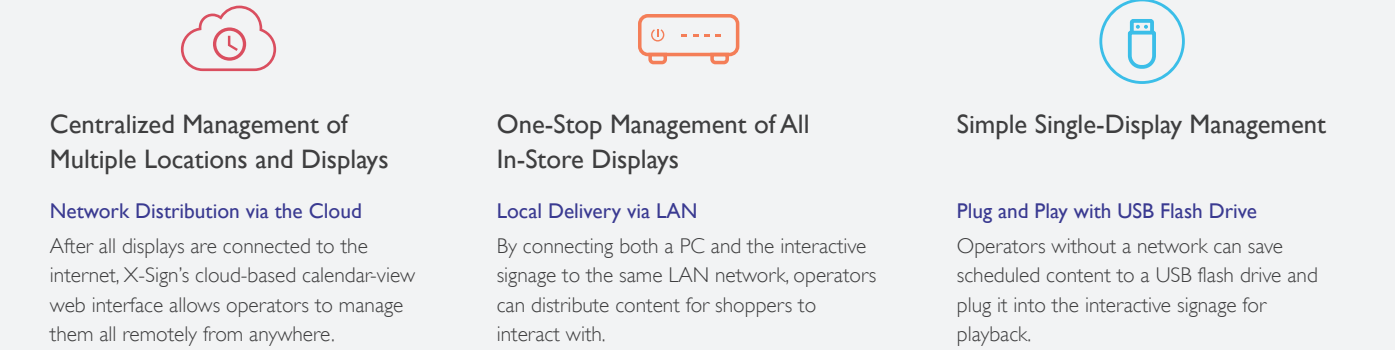 Centralized Management of
Multiple Locations and Displays
Network Distribution via the Cloud
After all displays are connected to the
internet, X-Sign's cloud-based calendar-view
web interface allows operators to manage
them all remotely from anywhere.
One-Stop Management of All
In-Store Displays
Local Delivery via LAN
By connecting both a PC and the interactive
signage to the same LAN network, operators
can distribute content for shoppers to
interact with.
Simple Single-Display Management
Plug and Play with USB Flash Drive
Operators without a network can save
scheduled content to a USB flash drive and
plug it into the interactive signage for
playback.